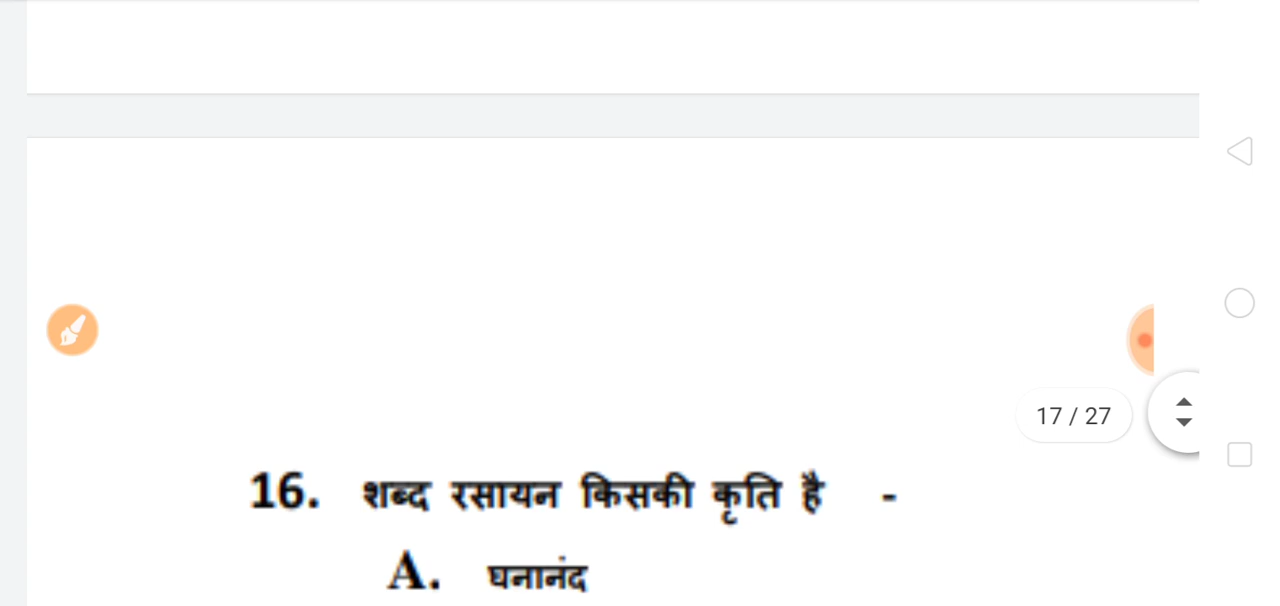 17 / 27
16. शब्द रसायन किसकी कृति है -
A. घनानंद